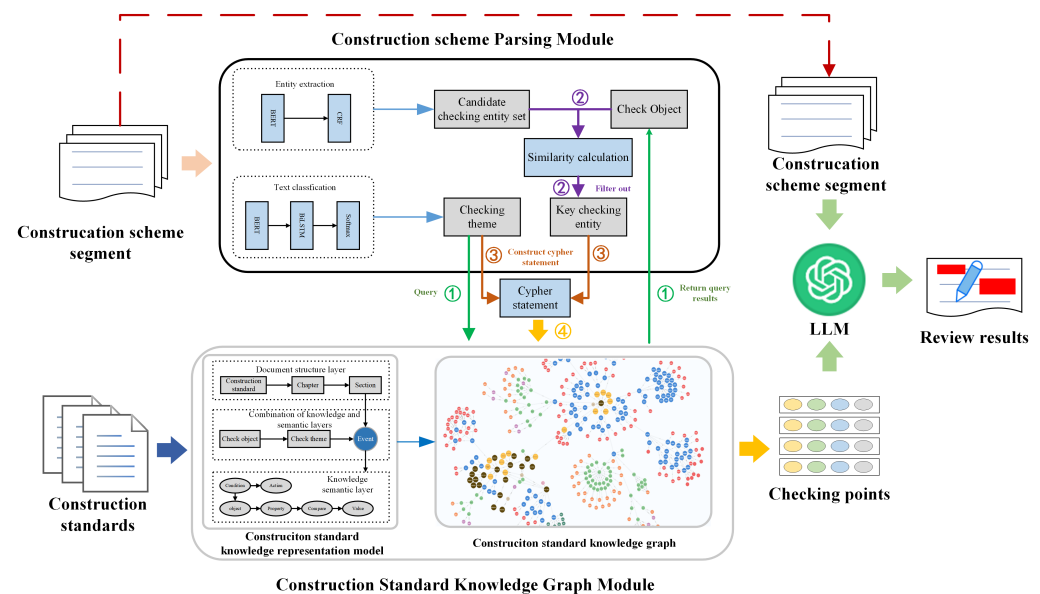 Construction scheme Parsing Module
Entity extraction
BERT
CRF
Candidate
checking entity set
②
Check Object
Similarity calculation
②
Filter out
Text classfication
BERT
BiLSTM
Softmax
Checking
theme
Key checking
entity
③
Construct cypher
statement
③
Construcation scheme
segment
Construcation
scheme segment
Query
①
Cypher
statement
①
Return query
results
④
LLM
Review results
Document structure layer
Construction
standard
Chapter
Section
Combination of knowledge and
semantic layers
Check object
Check theme
Event
Knowledge
semantic layer
Condition
Action
object
Property
Compare
Value
Construciton standard
knowledge representation model
Construciton standard knowledge graph
Construction
standards
Checking points
Construction Standard Knowledge Graph Module